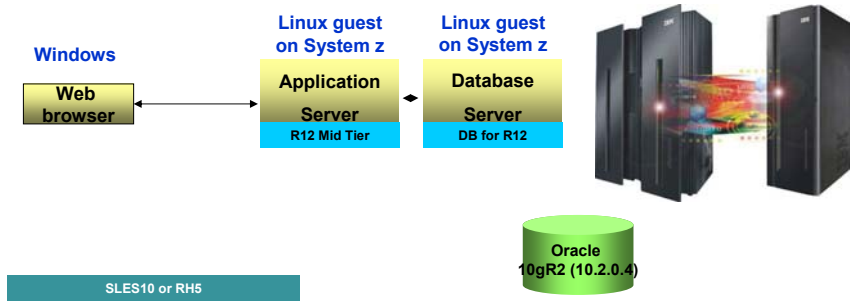 Windows
Web
browser
Linux guest
on System z
Application
Server
R12 Mid Tier
Linux guest
on System z
Database
Server
DB for R12
IBM
Oracle
10gR2 (10.2.0.4)
SLES10 or RH5